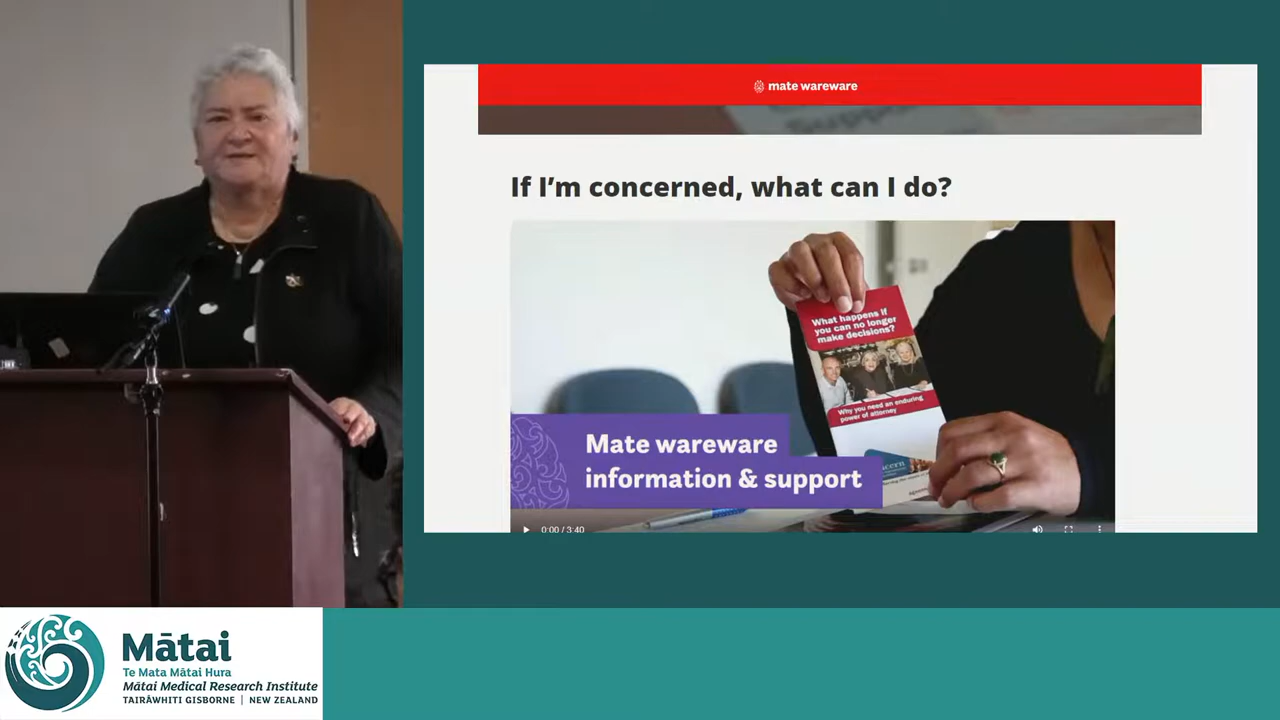 mate wareware
Suppo
If I'm concerned, what can I do?
What happens if
you can no longer
make decisions?
Why you need an enduring
power of attorney
Mate wareware
information & support
0:00 / 3:40
Mātai
Te Mata Mātai Hura
Mātai Medical Research Institute
TAIRĀWHITI GISBORNE | NEW ZEALAND